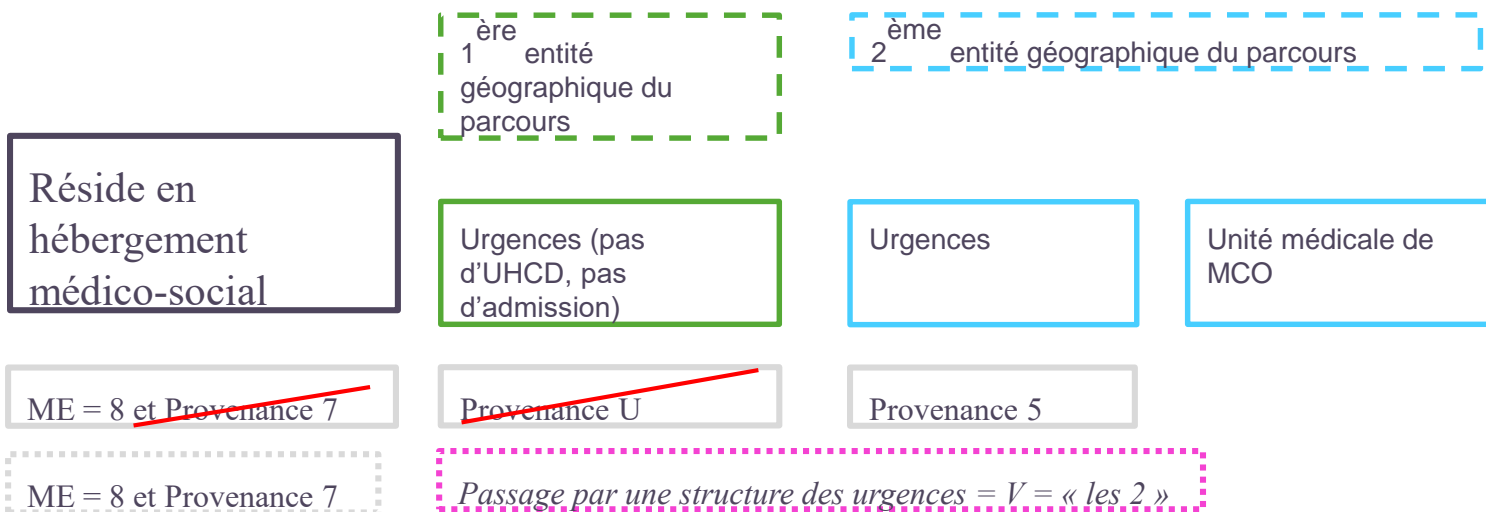 1ère entité
géographique du
parcours
2ème entité géographique du parcours
Réside en
hébergement
médico-social
Urgences (pas
d’UHCD, pas
d’admission)
Urgences
Unité médicale de
MCO
ME = 8 et Provenance 7
Provenance U
Provenance 5
ME = 8 et Provenance 7
Passage par une structure des urgences = V = « les 2 »